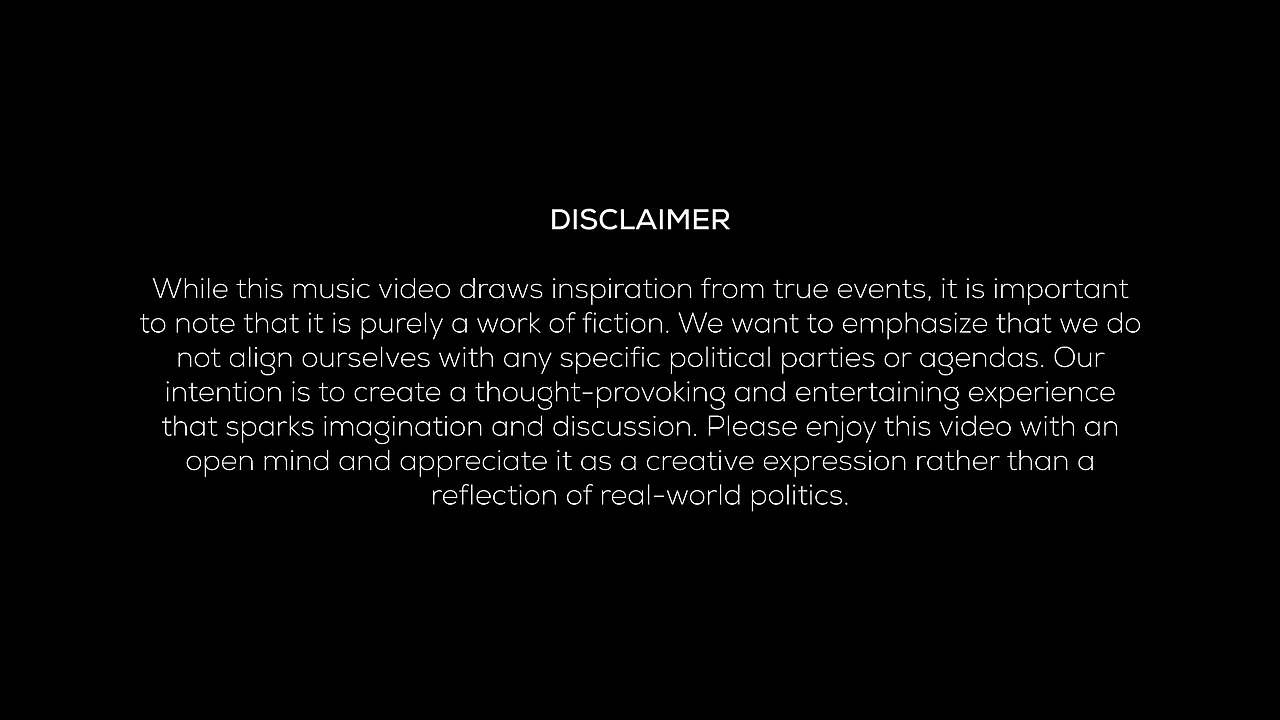 DISCLAIMER
While this music video draws inspiration from true events, it is important
to note that it is purely a work of fiction. We want to emphasize that we do
not align ourselves with any specific political parties or agendas. Our
intention is to create a thought-provoking and entertaining experience
that sparks imagination and discussion. Please enjoy this video with an
open mind and appreciate it as a creative expression rather than a
reflection of real-world politics.